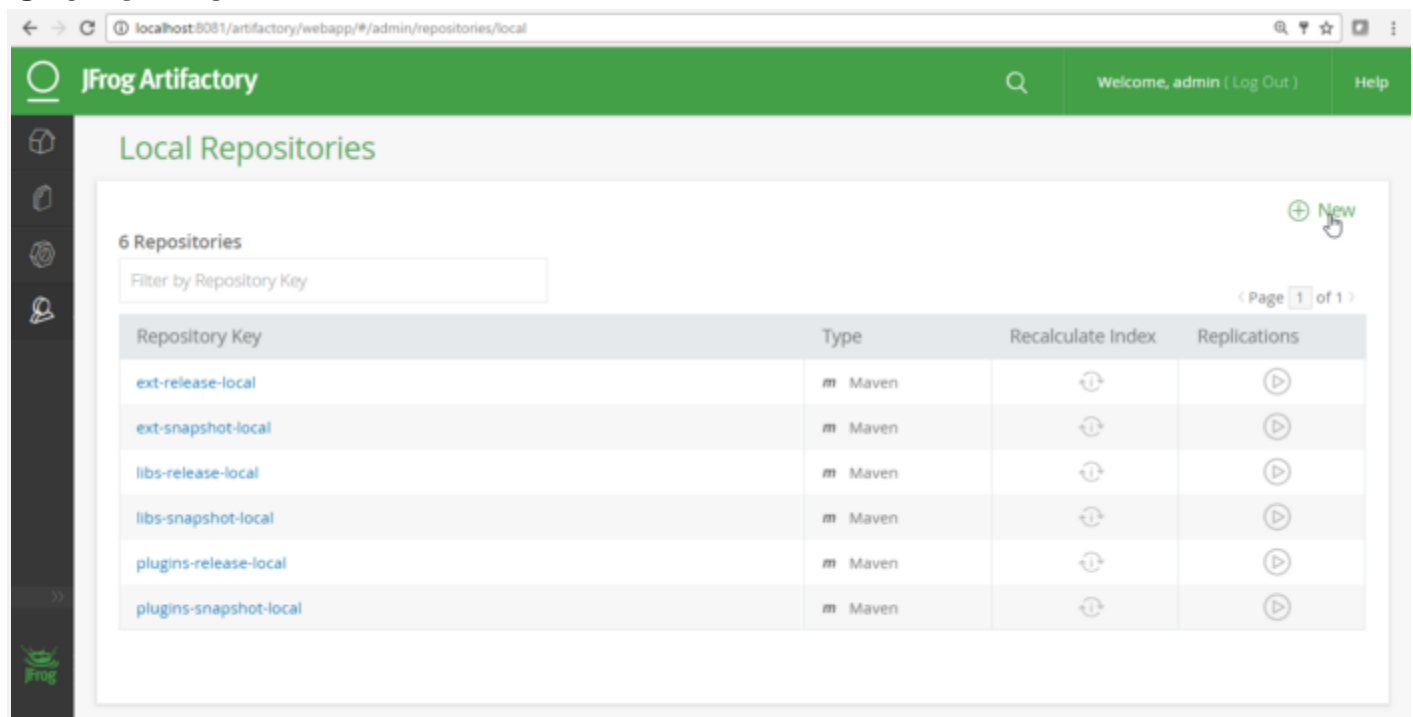 localhost:8081/artifactory/webapp/#/admin/repositories/local
JFrog Artifactory
Welcome, admin ( Log Out )
Help
Local Repositories
New
6 Repositories
Filter by Repository Key
Page 1 of 1
Repository Key Type Recalculate Index Replications
ext-release-local m Maven
ext-snapshot-local m Maven
libs-release-local m Maven
libs-snapshot-local m Maven
plugins-release-local m Maven
plugins-snapshot-local m Maven
JFrog